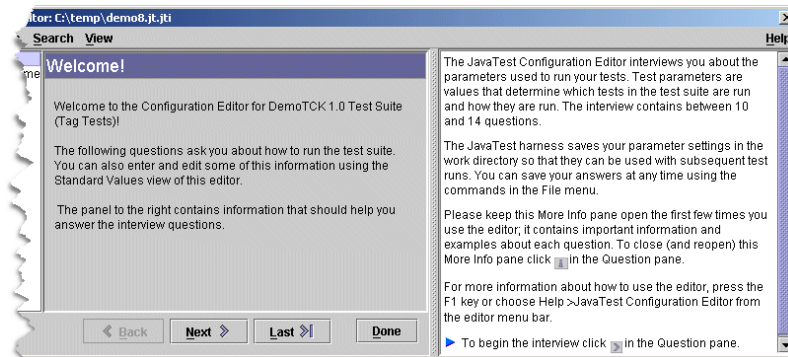 itor: C:\temp\demo8.jt.jti
Search View Help
me
Welcome!
Welcome to the Configuration Editor for DemoTCK 1.0 Test Suite
(Tag Tests)!
The following questions ask you about how to run the test suite.
You can also enter and edit some of this information using the
Standard Values view of this editor.
The panel to the right contains information that should help you
answer the interview questions.
Back Next Last Done
The JavaTest Configuration Editor interviews you about the
parameters used to run your tests. Test parameters are
values that determine which tests in the test suite are run
and how they are run. The interview contains between 10
and 14 questions.
The JavaTest harness saves your parameter settings in the
work directory so that they can be used with subsequent test
runs. You can save your answers at any time using the
commands in the File menu.
Please keep this More Info pane open the first few times you
use the editor; it contains important information and
examples about each question. To close (and reopen) this
More Info pane click in the Question pane.
For more information about how to use the editor, press the
F1 key or choose Help >JavaTest Configuration Editor from
the editor menu bar.
To begin the interview click in the Question pane.